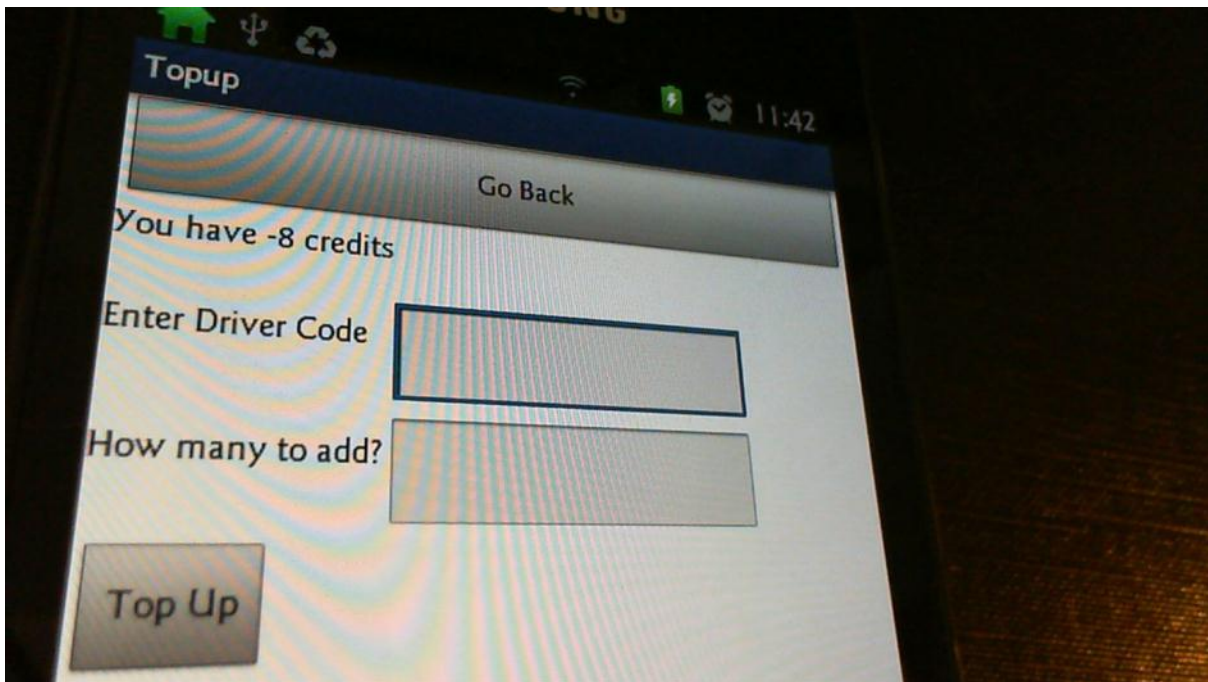 Topup
11:42
Go Back
You have -8 credits
Enter Driver Code
How many to add?
Top Up